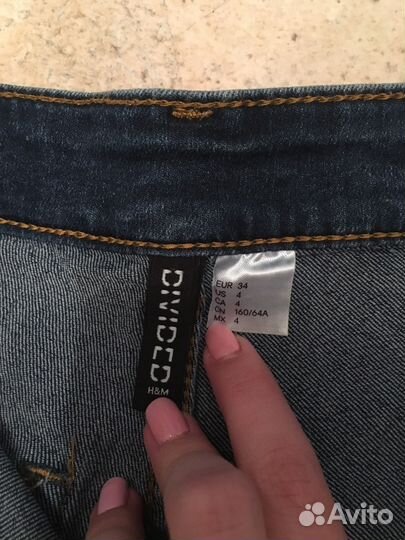 DIVIDED
H&M
EUR 34
US 4
CA 4
CN 160/64A
MX 4
Avito